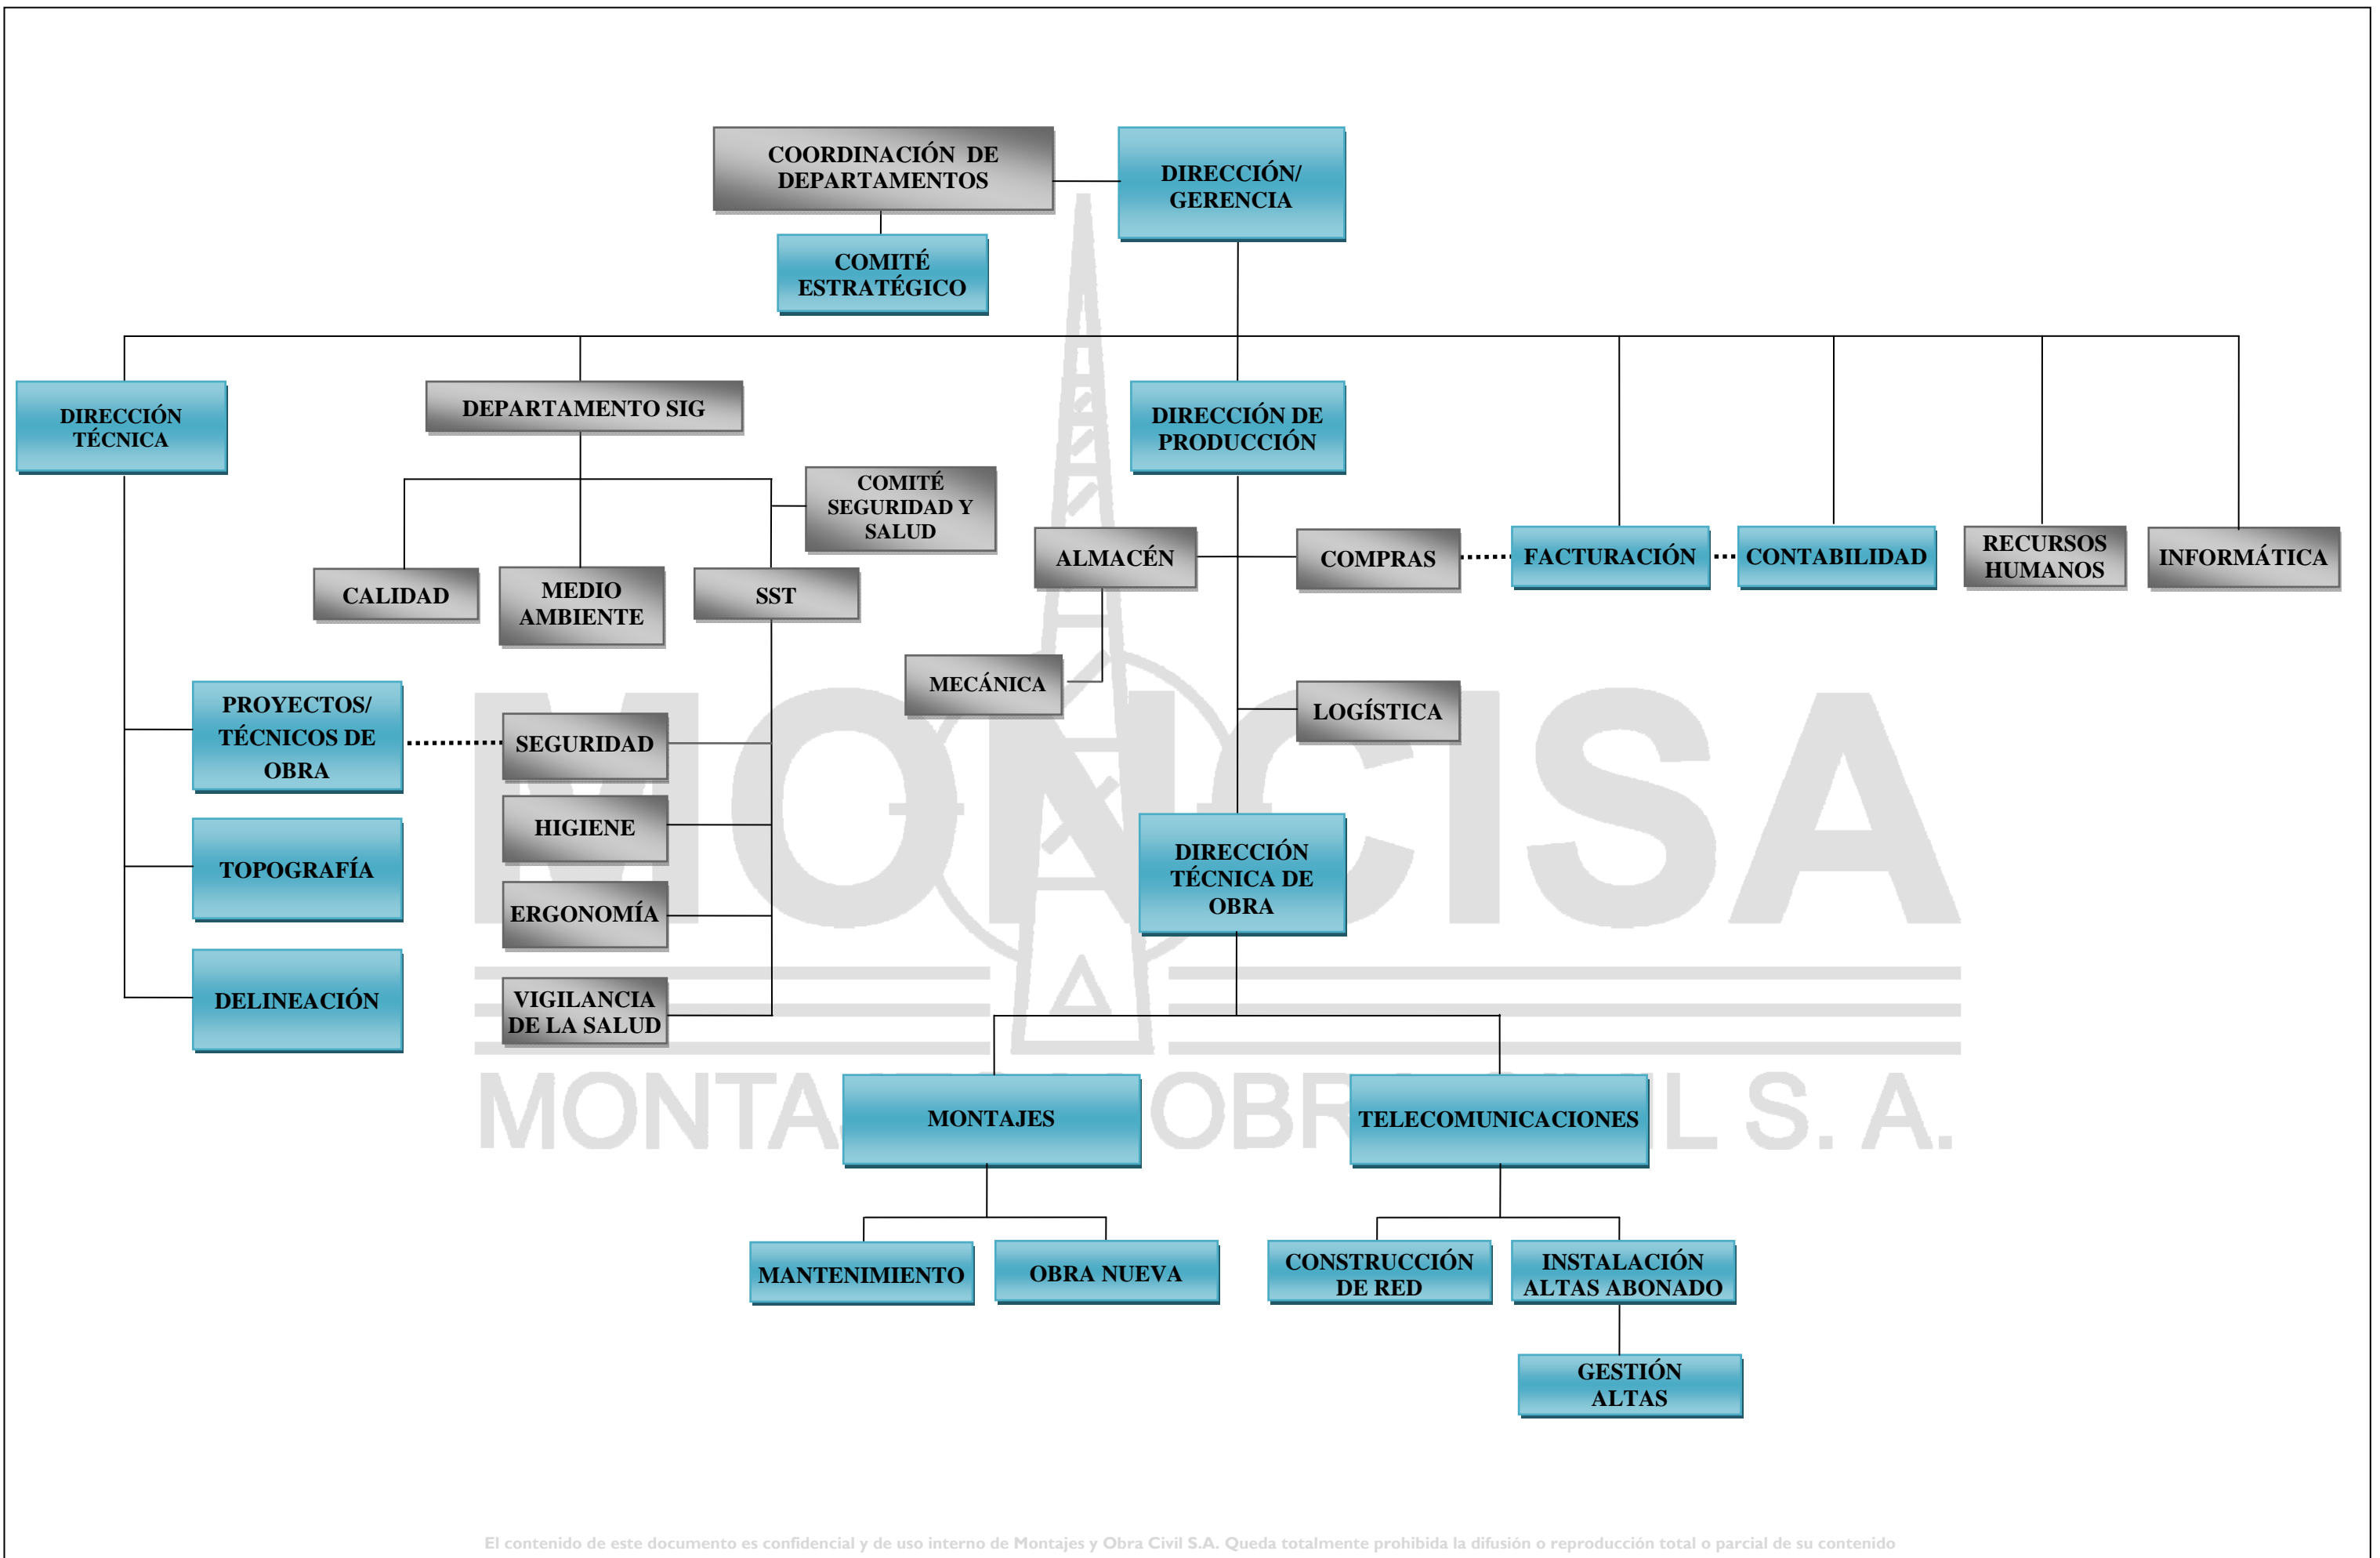 COORDINACIÓN DE
DEPARTAMENTOS
DIRECCIÓN/
GERENCIA
COMITÉ
ESTRATÉGICO
DIRECCIÓN
TÉCNICA
DEPARTAMENTO SIG
DIRECCIÓN DE
PRODUCCIÓN
COMITÉ
SEGURIDAD Y
SALUD
CALIDAD
MEDIO
AMBIENTE
SST
ALMACÉN
COMPRAS
FACTURACIÓN
CONTABILIDAD
RECURSOS
HUMANOS
INFORMÁTICA
MECÁNICA
LOGÍSTICA
PROYECTOS/
TÉCNICOS DE
OBRA
SEGURIDAD
HIGIENE
TOPOGRAFÍA
ERGONOMÍA
DELINEACIÓN
VIGILANCIA
DE LA SALUD
DIRECCIÓN
TÉCNICA DE
OBRA
MONCISA
MONTA OBR IL S. A.
MONTAJES
TELECOMUNICACIONES
MANTENIMIENTO
OBRA NUEVA
CONSTRUCCIÓN
DE RED
INSTALACIÓN
ALTAS ABONADO
GESTIÓN
ALTAS
El contenido de este documento es confidencial y de uso interno de Montajes y Obra Civil S.A. Queda totalmente prohibida la difusión o reproducción total o parcial de su contenido